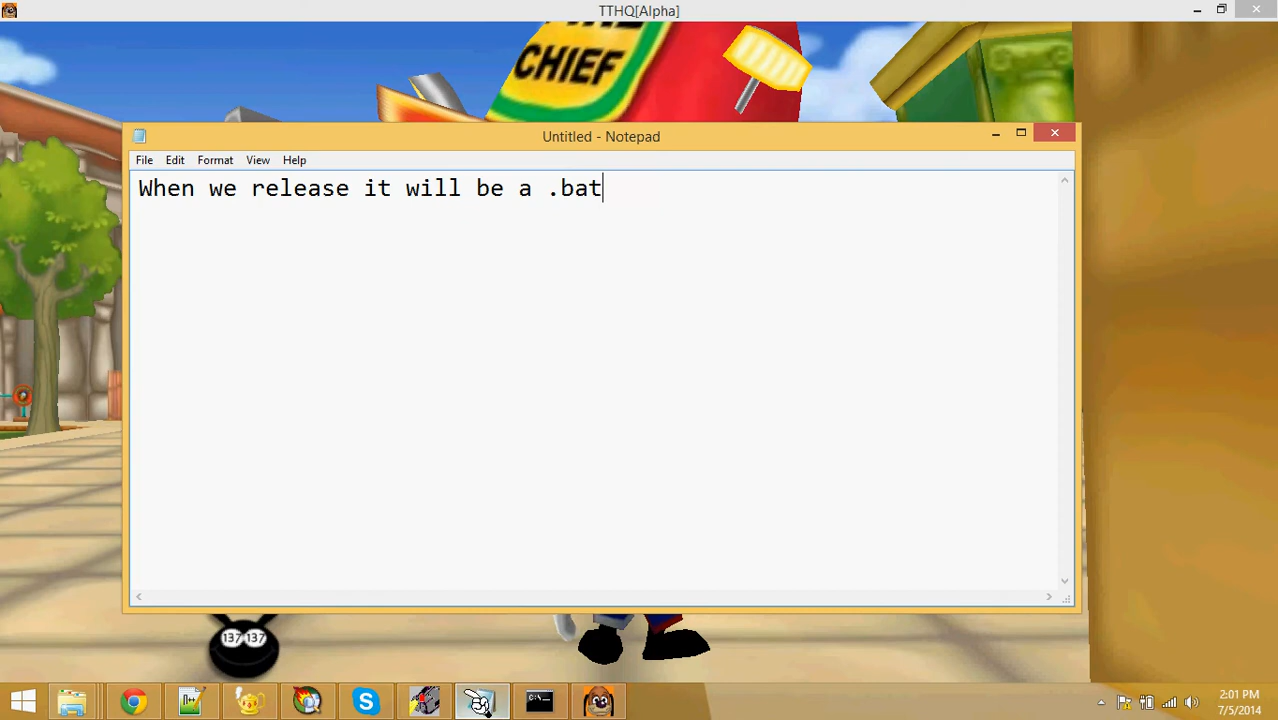 TTHQ[Alpha]
CHIEF
Untitled - Notepad
File Edit Format View Help
When we release it will be a .bat
137 137
2:01 PM
7/5/2014